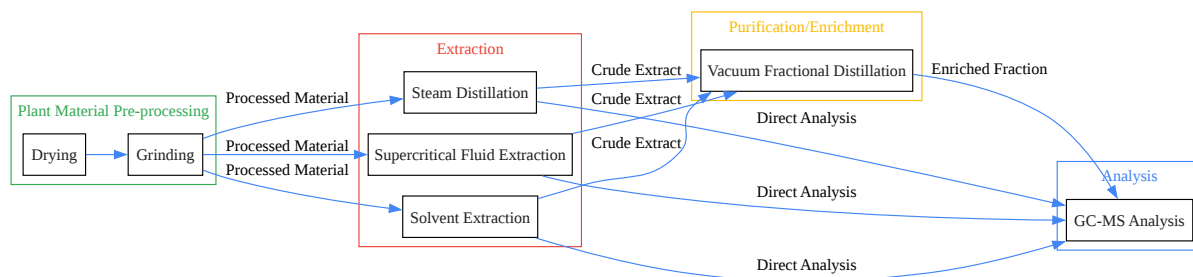 Plant Material Pre-processing
Drying
Grinding
Processed Material
Processed Material
Processed Material
Extraction
Steam Distillation
Supercritical Fluid Extraction
Solvent Extraction
Crude Extract
Crude Extract
Crude Extract
Purification/Enrichment
Vacuum Fractional Distillation
Enriched Fraction
Direct Analysis
Direct Analysis
Direct Analysis
Analysis
GC-MS Analysis